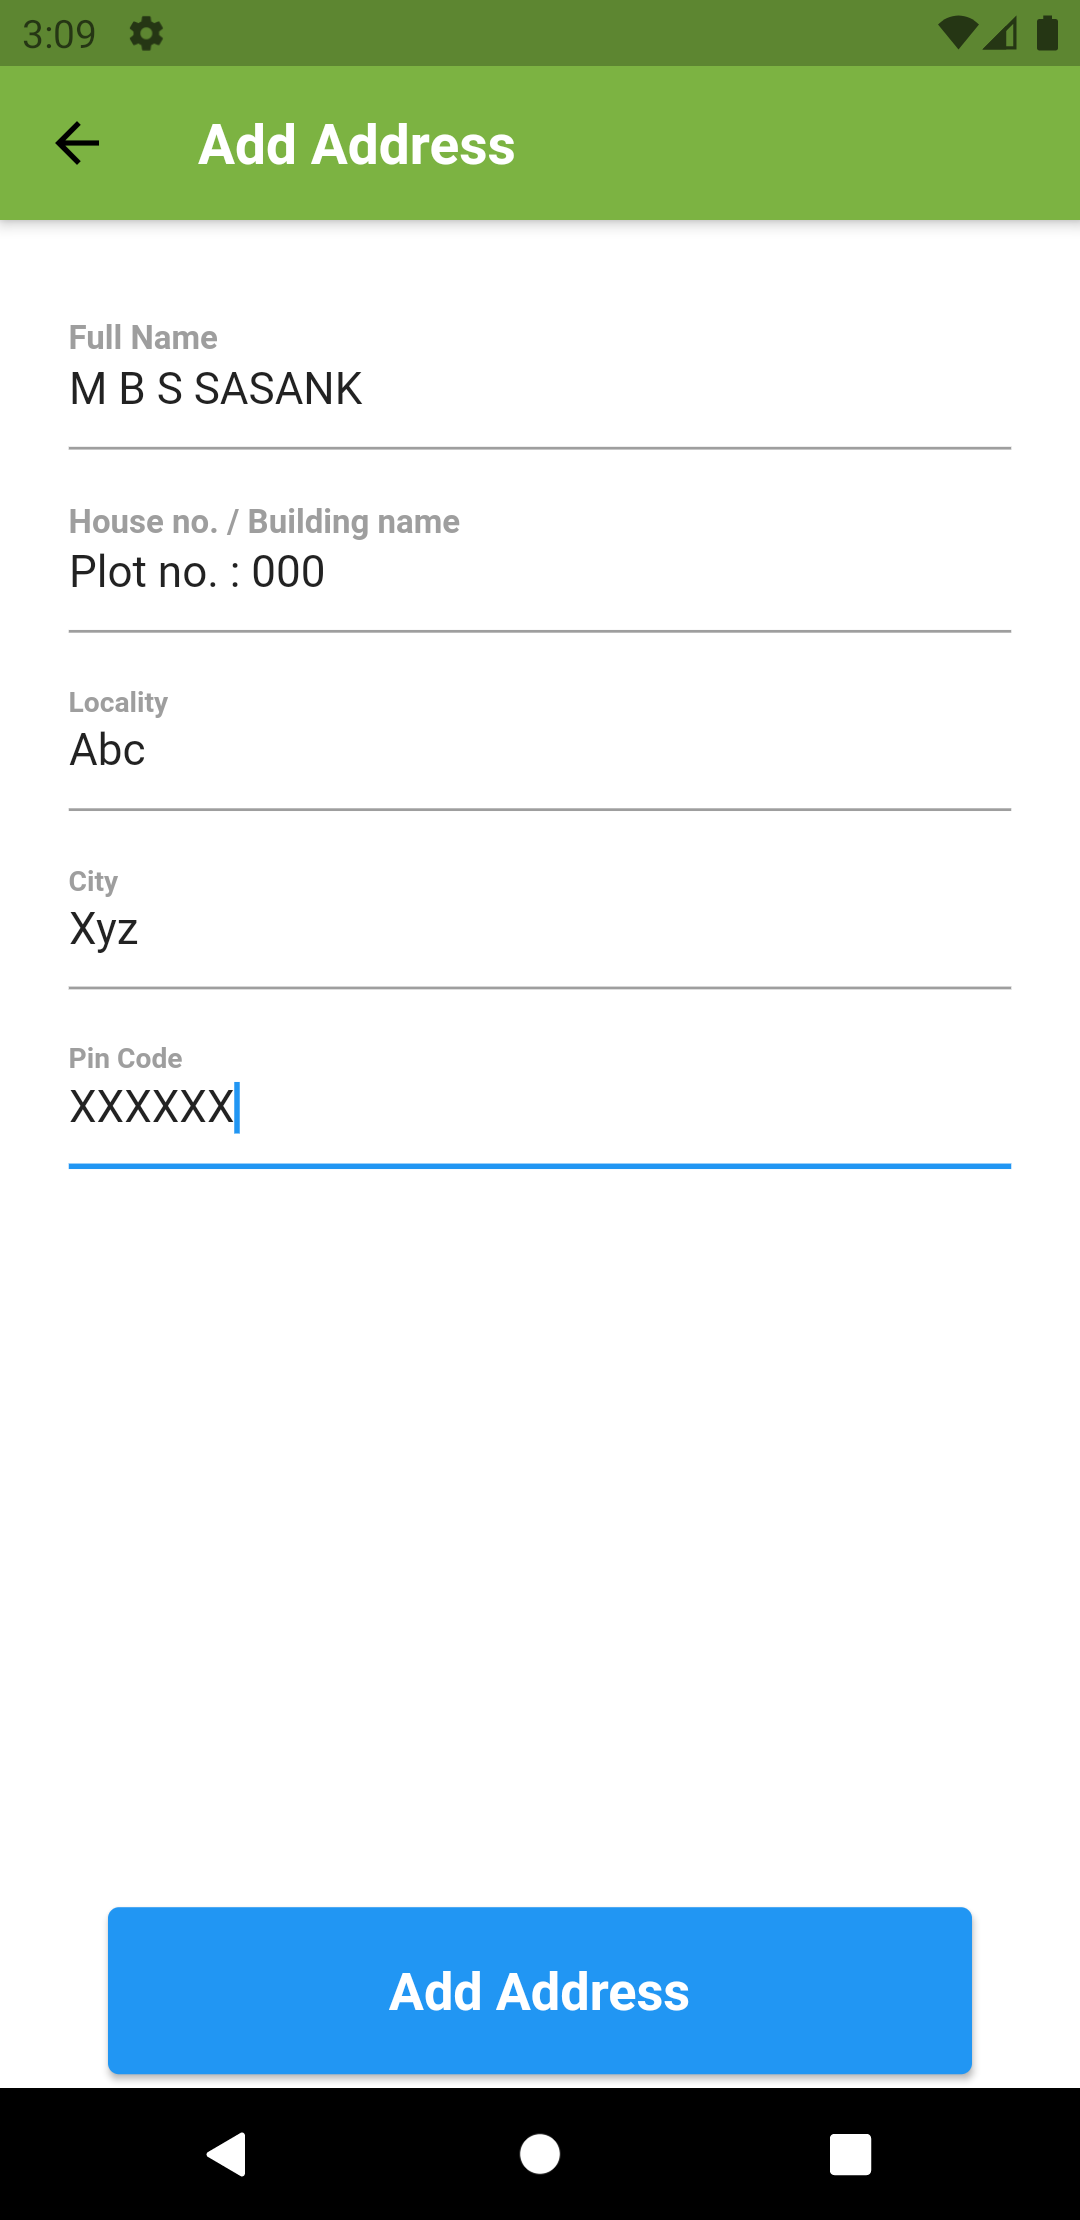 3:09
Add Address
Full Name
M B S SASANK
House no. / Building name
Plot no. : 000
Locality
Abc
City
Xyz
Pin Code
XXXXXX
Add Address